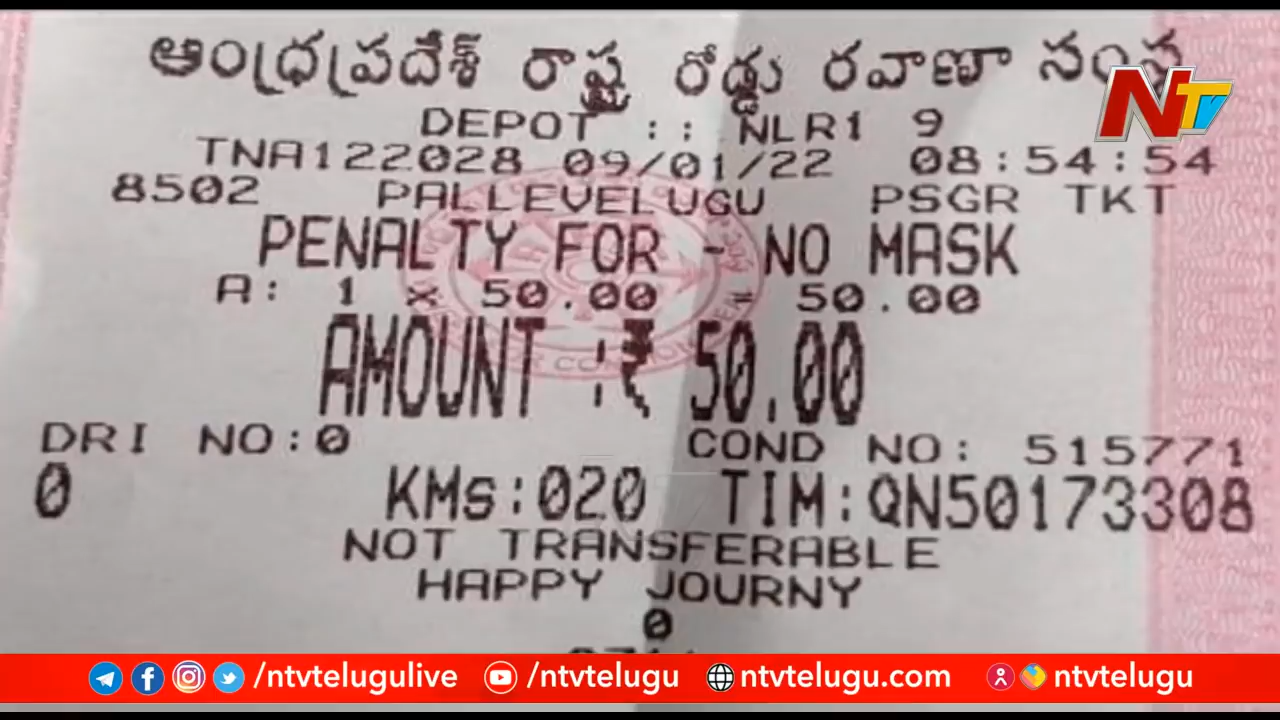 ఆంధ్రప్రదేశ్ రాష్ట్ర రోడ్డు రవాణా సంస్థ
NTV
DEPOT :: NLR1 9
TNA122028 09/01/22 08:54:54
8502 PALLEVELUGU PSGR TKT
PENALTY FOR - NO MASK
A: 1 x 50.00 = 50.00
AMOUNT :₹ 50.00
DRI NO:0 COND NO: 515771
0 KMs:020 TIM:QN50173308
NOT TRANSFERABLE
HAPPY JOURNY
0
/ntvtelugulive /ntvtelugu ntvtelugu.com ntvtelugu